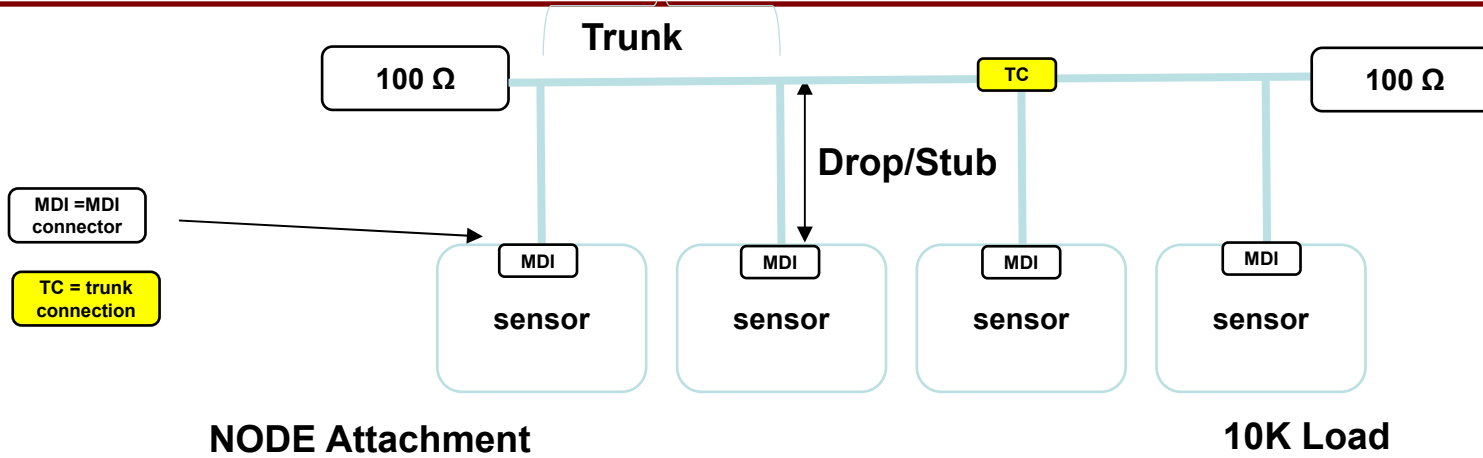 Trunk
100 Ω
TC
100 Ω
Drop/Stub
MDI =MDI
connector
TC = trunk
connection
MDI
MDI
MDI
MDI
sensor
sensor
sensor
sensor
NODE Attachment
10K Load